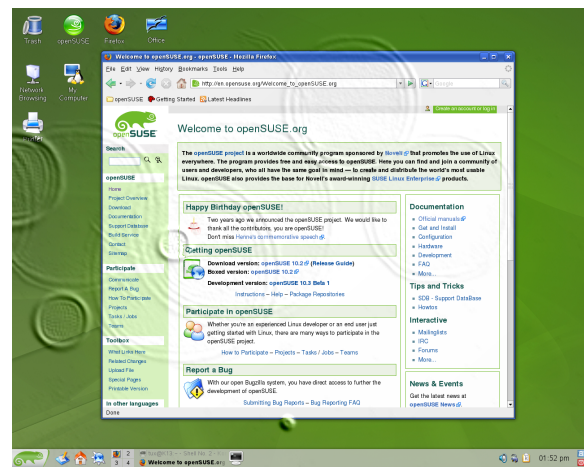 Trash
openSUSE
Firefox
Office
Network
Browsing
My
Computer
Printer
Welcome to openSUSE.org - openSUSE - Mozilla Firefox
File Edit View History Bookmarks Tools Help
http://en.opensuse.org/Welcome_to_openSUSE.org
Google
openSUSE Getting Started Latest Headlines
Create an account or log in
openSUSE
Search
openSUSE
Home
Project Overview
Download
Documentation
Support Database
Build Service
Contact
Sitemap
Participate
Communicate
Report a Bug
How To Participate
Projects
Tasks / Jobs
Teams
Toolbox
What Links Here
Related Changes
Upload File
Special Pages
Printable Version
In other languages
Welcome to openSUSE.org
The openSUSE project is a worldwide community program sponsored by Novell that promotes the use of Linux
everywhere. The program provides free and easy access to openSUSE. Here you can find and join a community of
users and developers, who all have the same goal in mind — to create and distribute the world's most usable
Linux. openSUSE also provides the base for Novell's award-winning SUSE Linux Enterprise products.
Happy Birthday openSUSE!
Two years ago we announced the openSUSE project. We would like to
thank all the contributors, you are openSUSE!
Don't miss Henne's commemorative speech.
Getting openSUSE
Download version: openSUSE 10.2 (Release Guide)
Boxed version: openSUSE 10.2
Development version: openSUSE 10.3 Beta 1
Instructions – Help – Package Repositories
Participate in openSUSE
Whether you're an experienced Linux developer or an end user just
getting started with Linux, there are many ways to participate in the
project.
How to Participate – Projects – Tasks / Jobs – Teams
Report a Bug
With our open Bugzilla system, you have direct access to further the
development of openSUSE.
Submitting Bug Reports – Bug Reporting FAQ
Documentation
Official manuals
Get and Install
Configuration
Hardware
Development
FAQ
More...
Tips and Tricks
SDB - Support DataBase
Howtos
Interactive
Mailinglists
IRC
Forums
More...
News & Events
Get the latest news at
openSUSE News.
Done
1 2
3 4
Welcome to openSUSE.org
01:52 pm